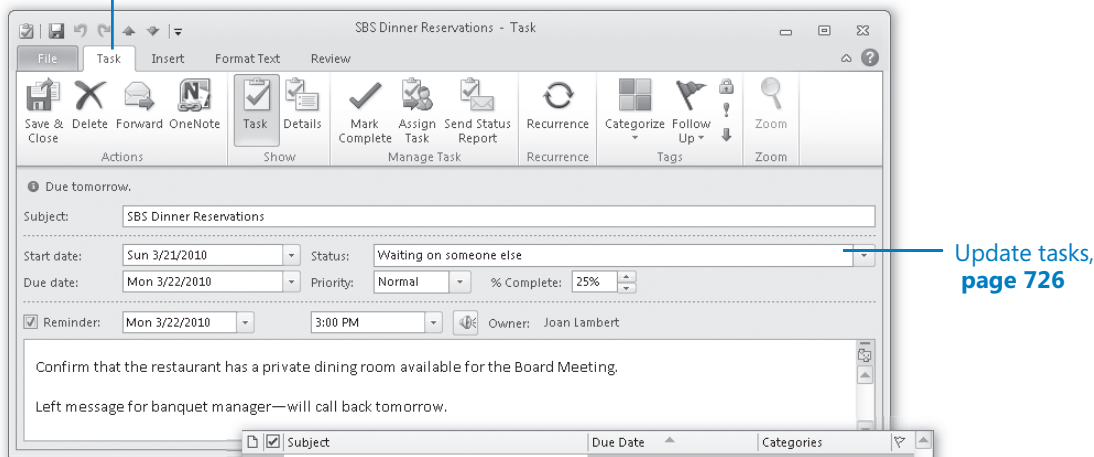 SBS Dinner Reservations - Task
File Task Insert Format Text Review
Save & Close Delete Forward OneNote Task Details Mark Complete Assign Task Send Status Report Recurrence Categorize Follow Up Zoom
Actions Show Manage Task Recurrence Tags Zoom
Due tomorrow.
Subject: SBS Dinner Reservations
Start date: Sun 3/21/2010 Status: Waiting on someone else
Due date: Mon 3/22/2010 Priority: Normal % Complete: 25%
Reminder: Mon 3/22/2010 3:00 PM Owner: Joan Lambert
Confirm that the restaurant has a private dining room available for the Board Meeting.
Left message for banquet manager—will call back tomorrow.
Subject Due Date Categories
Update tasks,
page 726